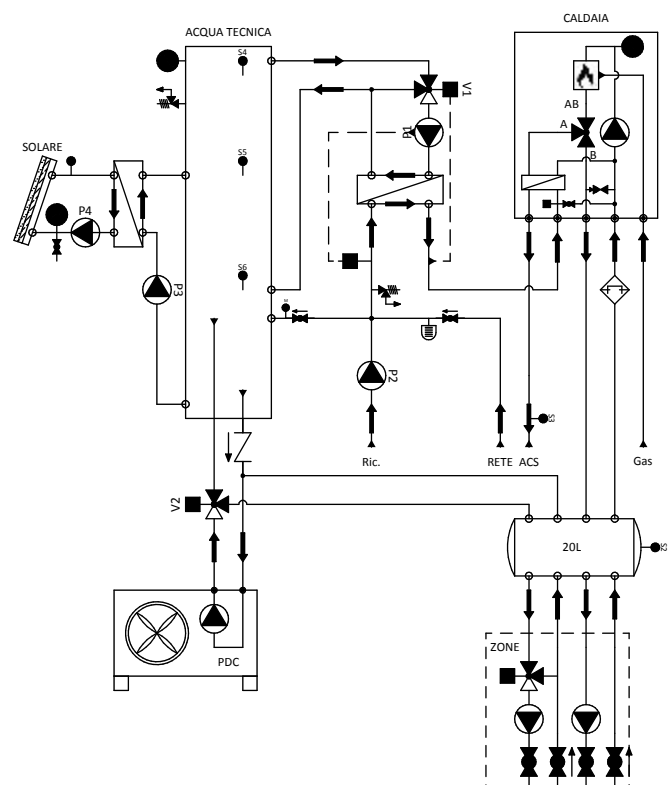 ACQUA TECNICA
CALDAIA
S4
V1
AB
A
P1
B
SOLARE
S5
P4
S6
P3
P2
S3
Ric.
RETE ACS
Gas
V2
20L
S2
ZONE
PDC